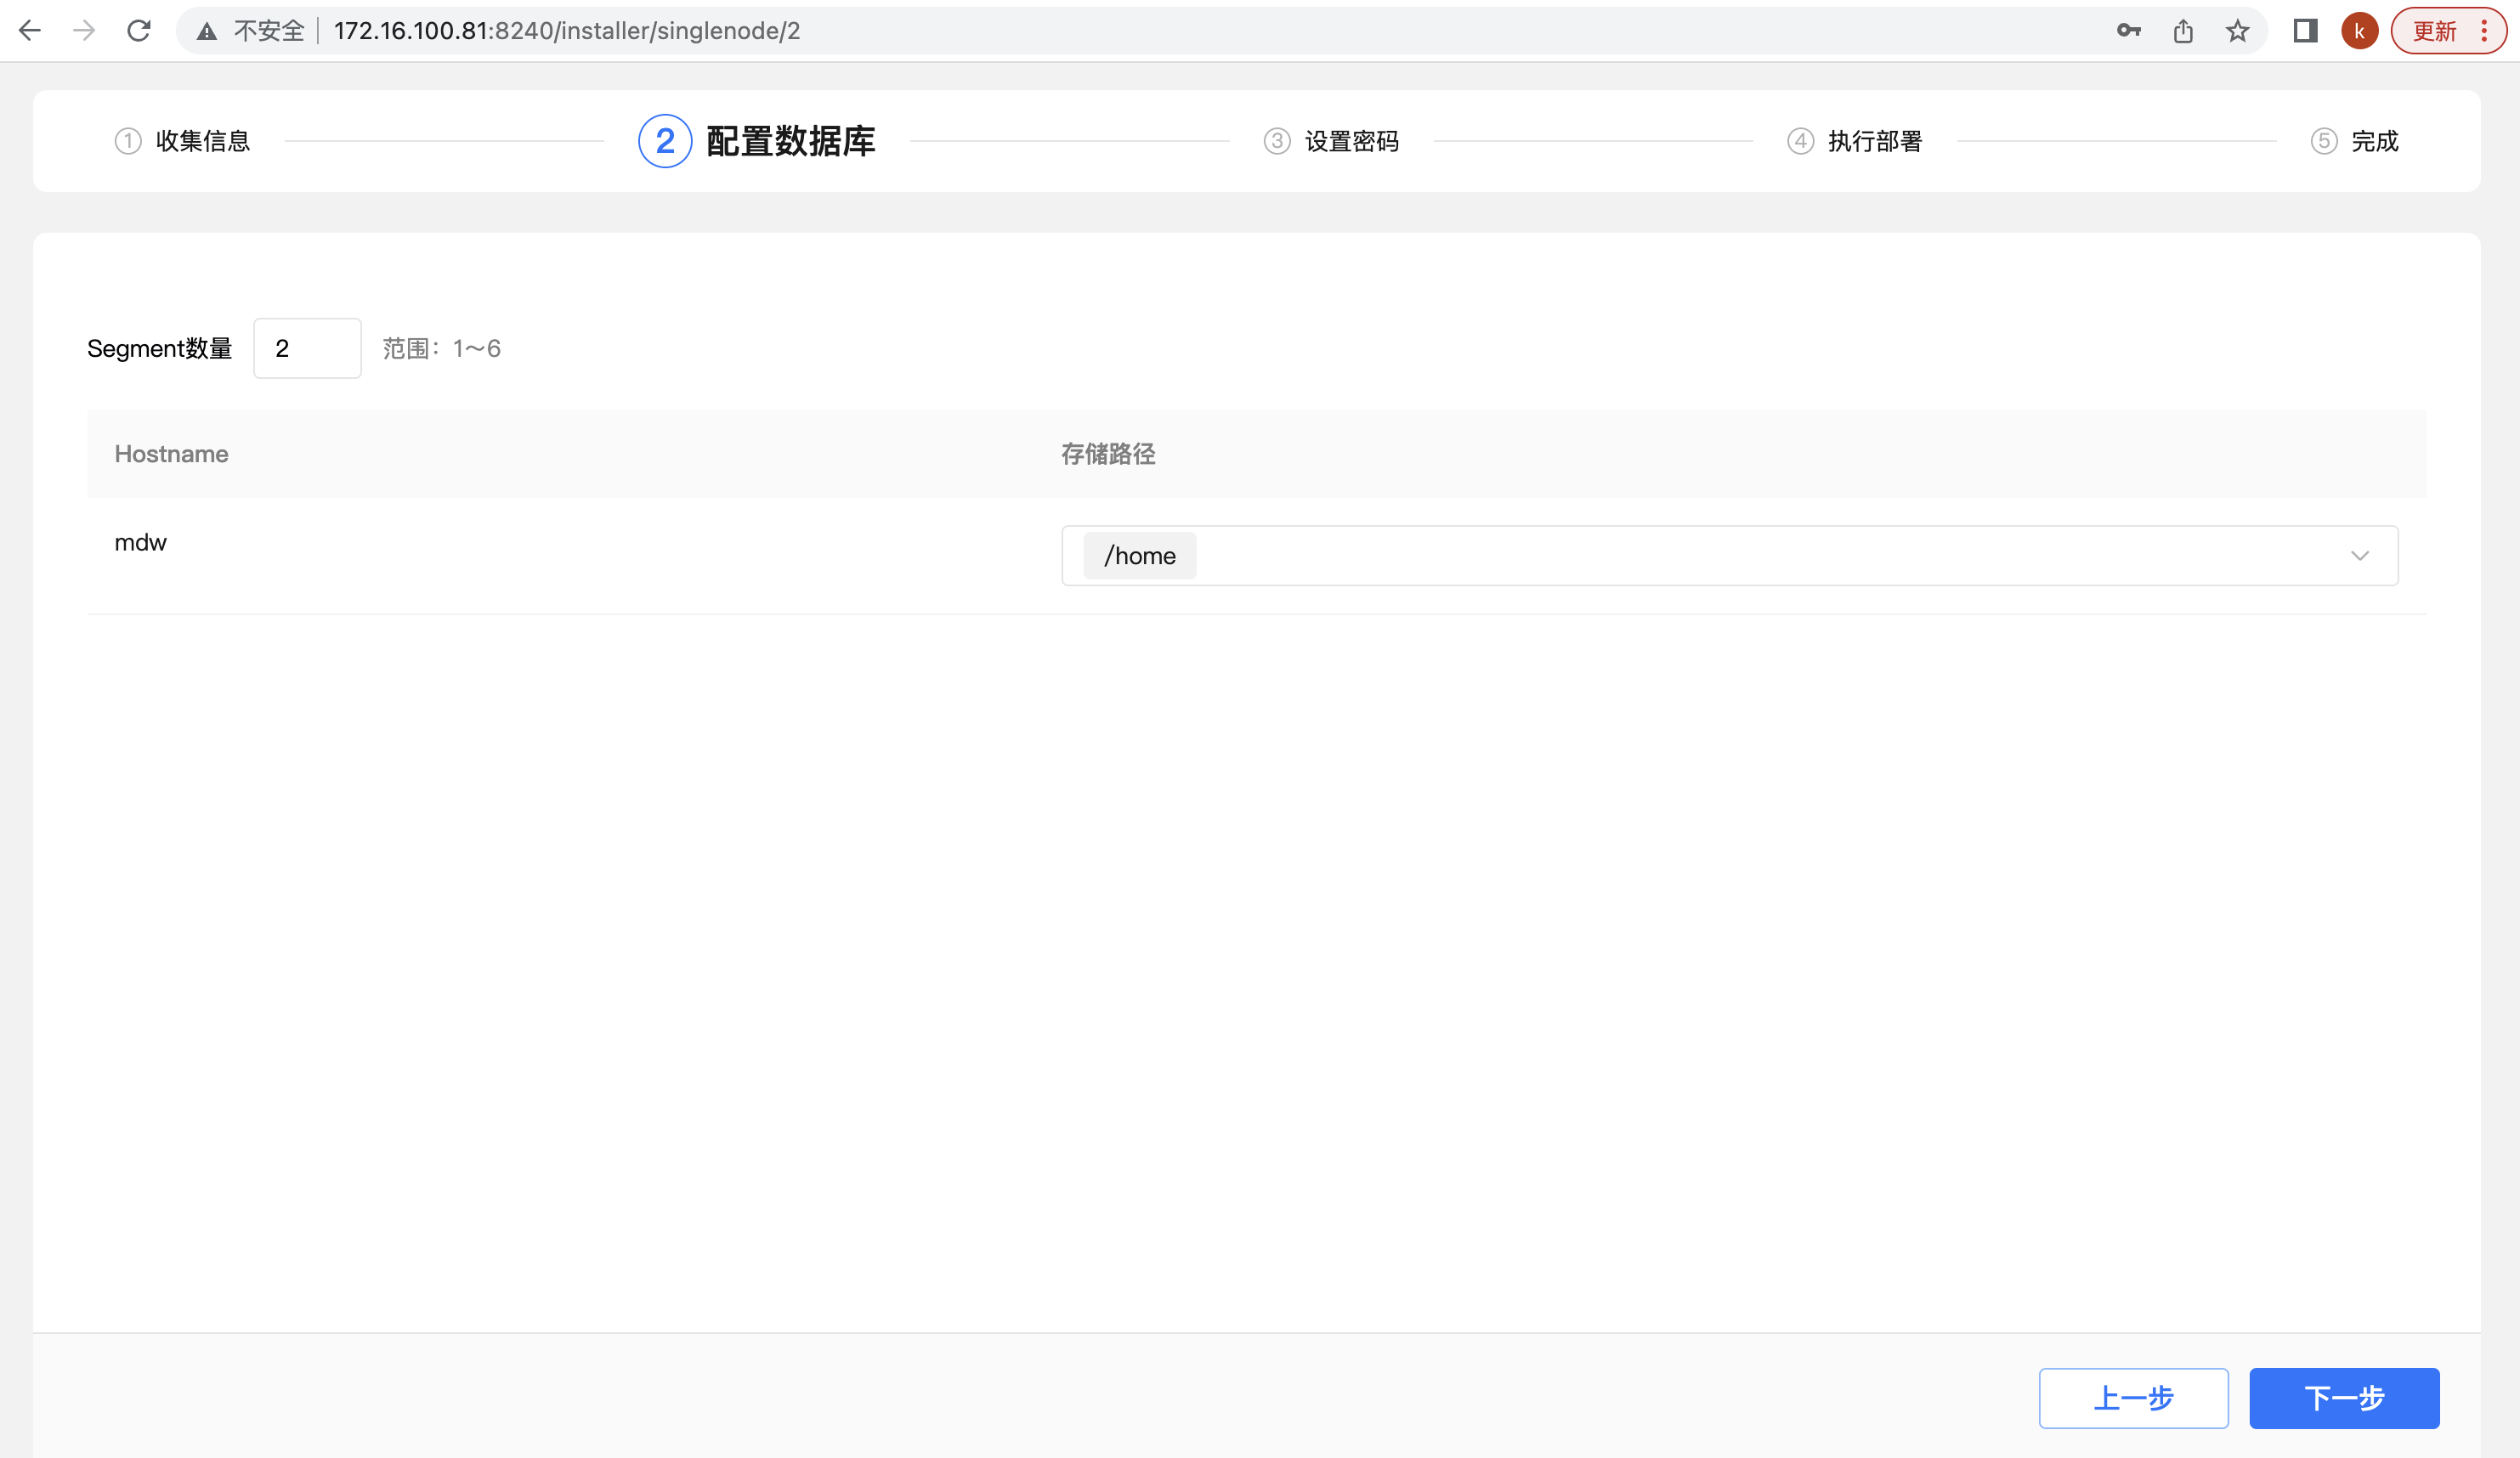 不安全 172.16.100.81:8240/installer/singlenode/2 k 更新
1 收集信息 2 配置数据库 3 设置密码 4 执行部署 5 完成
Segment数量 2 范围：1～6
Hostname 存储路径
mdw /home
上一步 下一步